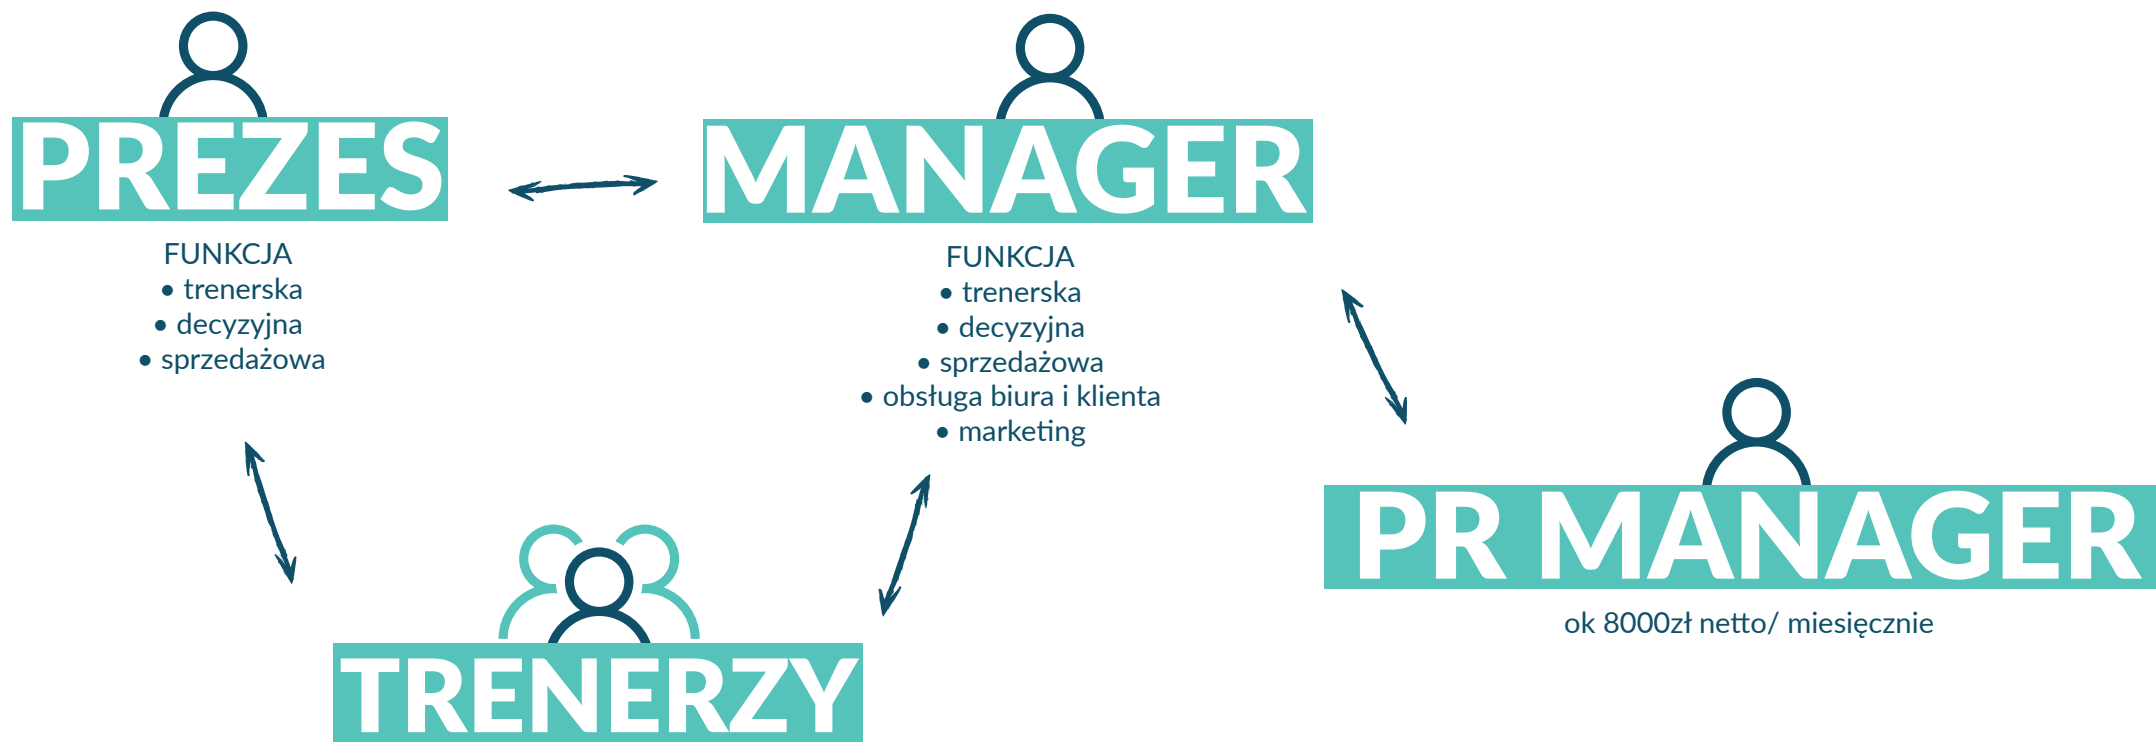 PREZES
FUNKCJA
• trenerska
• decyzyjna
• sprzedażowa
MANAGER
FUNKCJA
• trenerska
• decyzyjna
• sprzedażowa
• obsługa biura i klienta
• marketing
PR MANAGER
ok 8000zł netto/ miesięcznie
TRENERZY